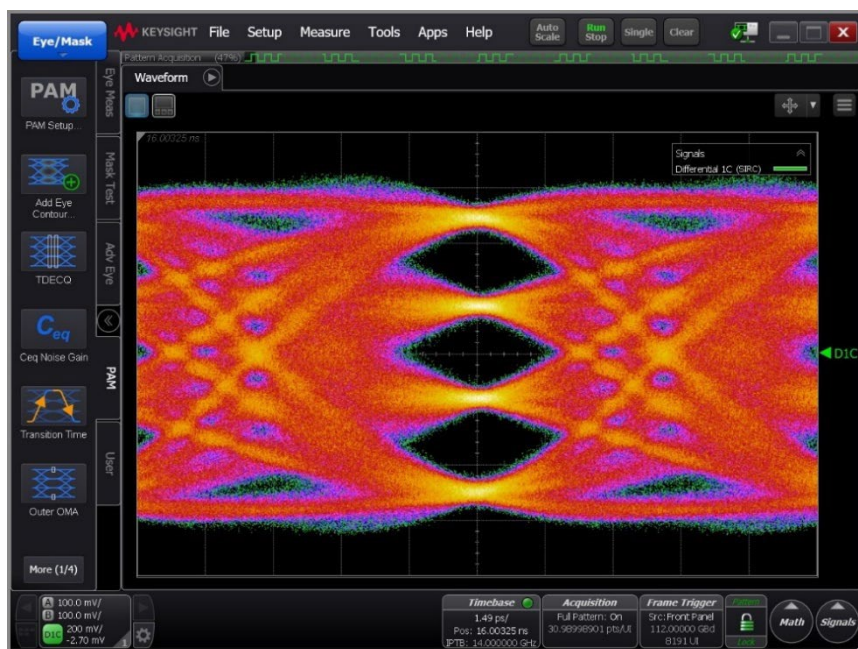 Eye/Mask
KEYSIGHT File Setup Measure Tools Apps Help
Auto Scale
Run Stop
Single
Clear
X
Pattern Acquisition (47%)
Waveform
Eye Meas
Mask Test
Adv Eye
PAM
User
PAM
PAM Setup...
Add Eye
Contour...
TDECQ
Ceq
Ceq Noise Gain
Transition Time
Outer OMA
More (1/4)
16.00325 ns
Signals
Differential 1C (SIRC)
D1C
A 100.0 mV/
B 100.0 mV/
D1C 200 mV/
-2.70 mV
1
Timebase
1.49 ps/
Pos: 16.00325 ns
IPTB: 14.000000 GHz
Acquisition
Full Pattern: On
30.98998901 pts/UI
Frame Trigger
Src:Front Panel
112.00000 GBd
8191 UI
Pattern
Lock
Math
Signals